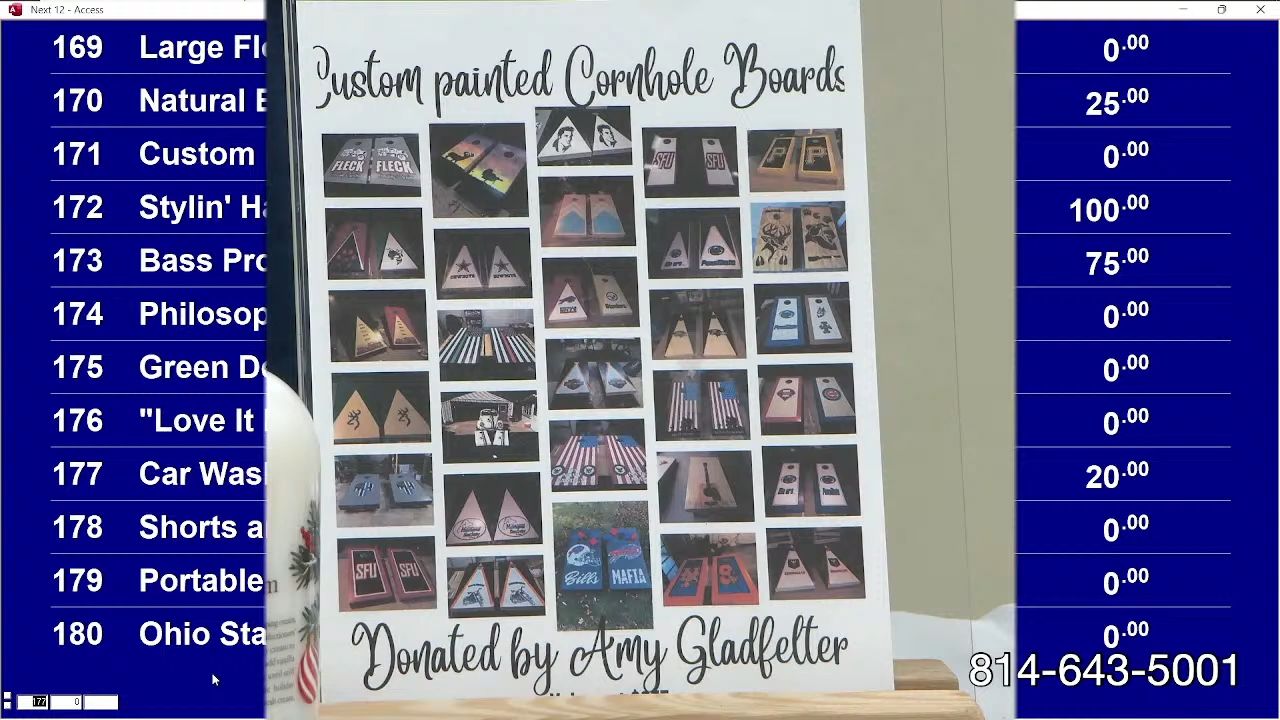 Next 12 - Access
169 Large Flo 0.00
170 Natural 25.00
171 Custom 0.00
172 Stylin' Ha 100.00
173 Bass Pro 75.00
174 Philosop 0.00
175 Green De 0.00
176 "Love It 0.00
177 Car Was 20.00
178 Shorts a 0.00
179 Portable 0.00
180 Ohio Sta 0.00
814-643-5001
177 0
Custom painted Cornhole Boards
FLECK FLECK
SFU SFU
P P
SFU SFU
Bills MAFIA
Donated by Amy Gladfelter